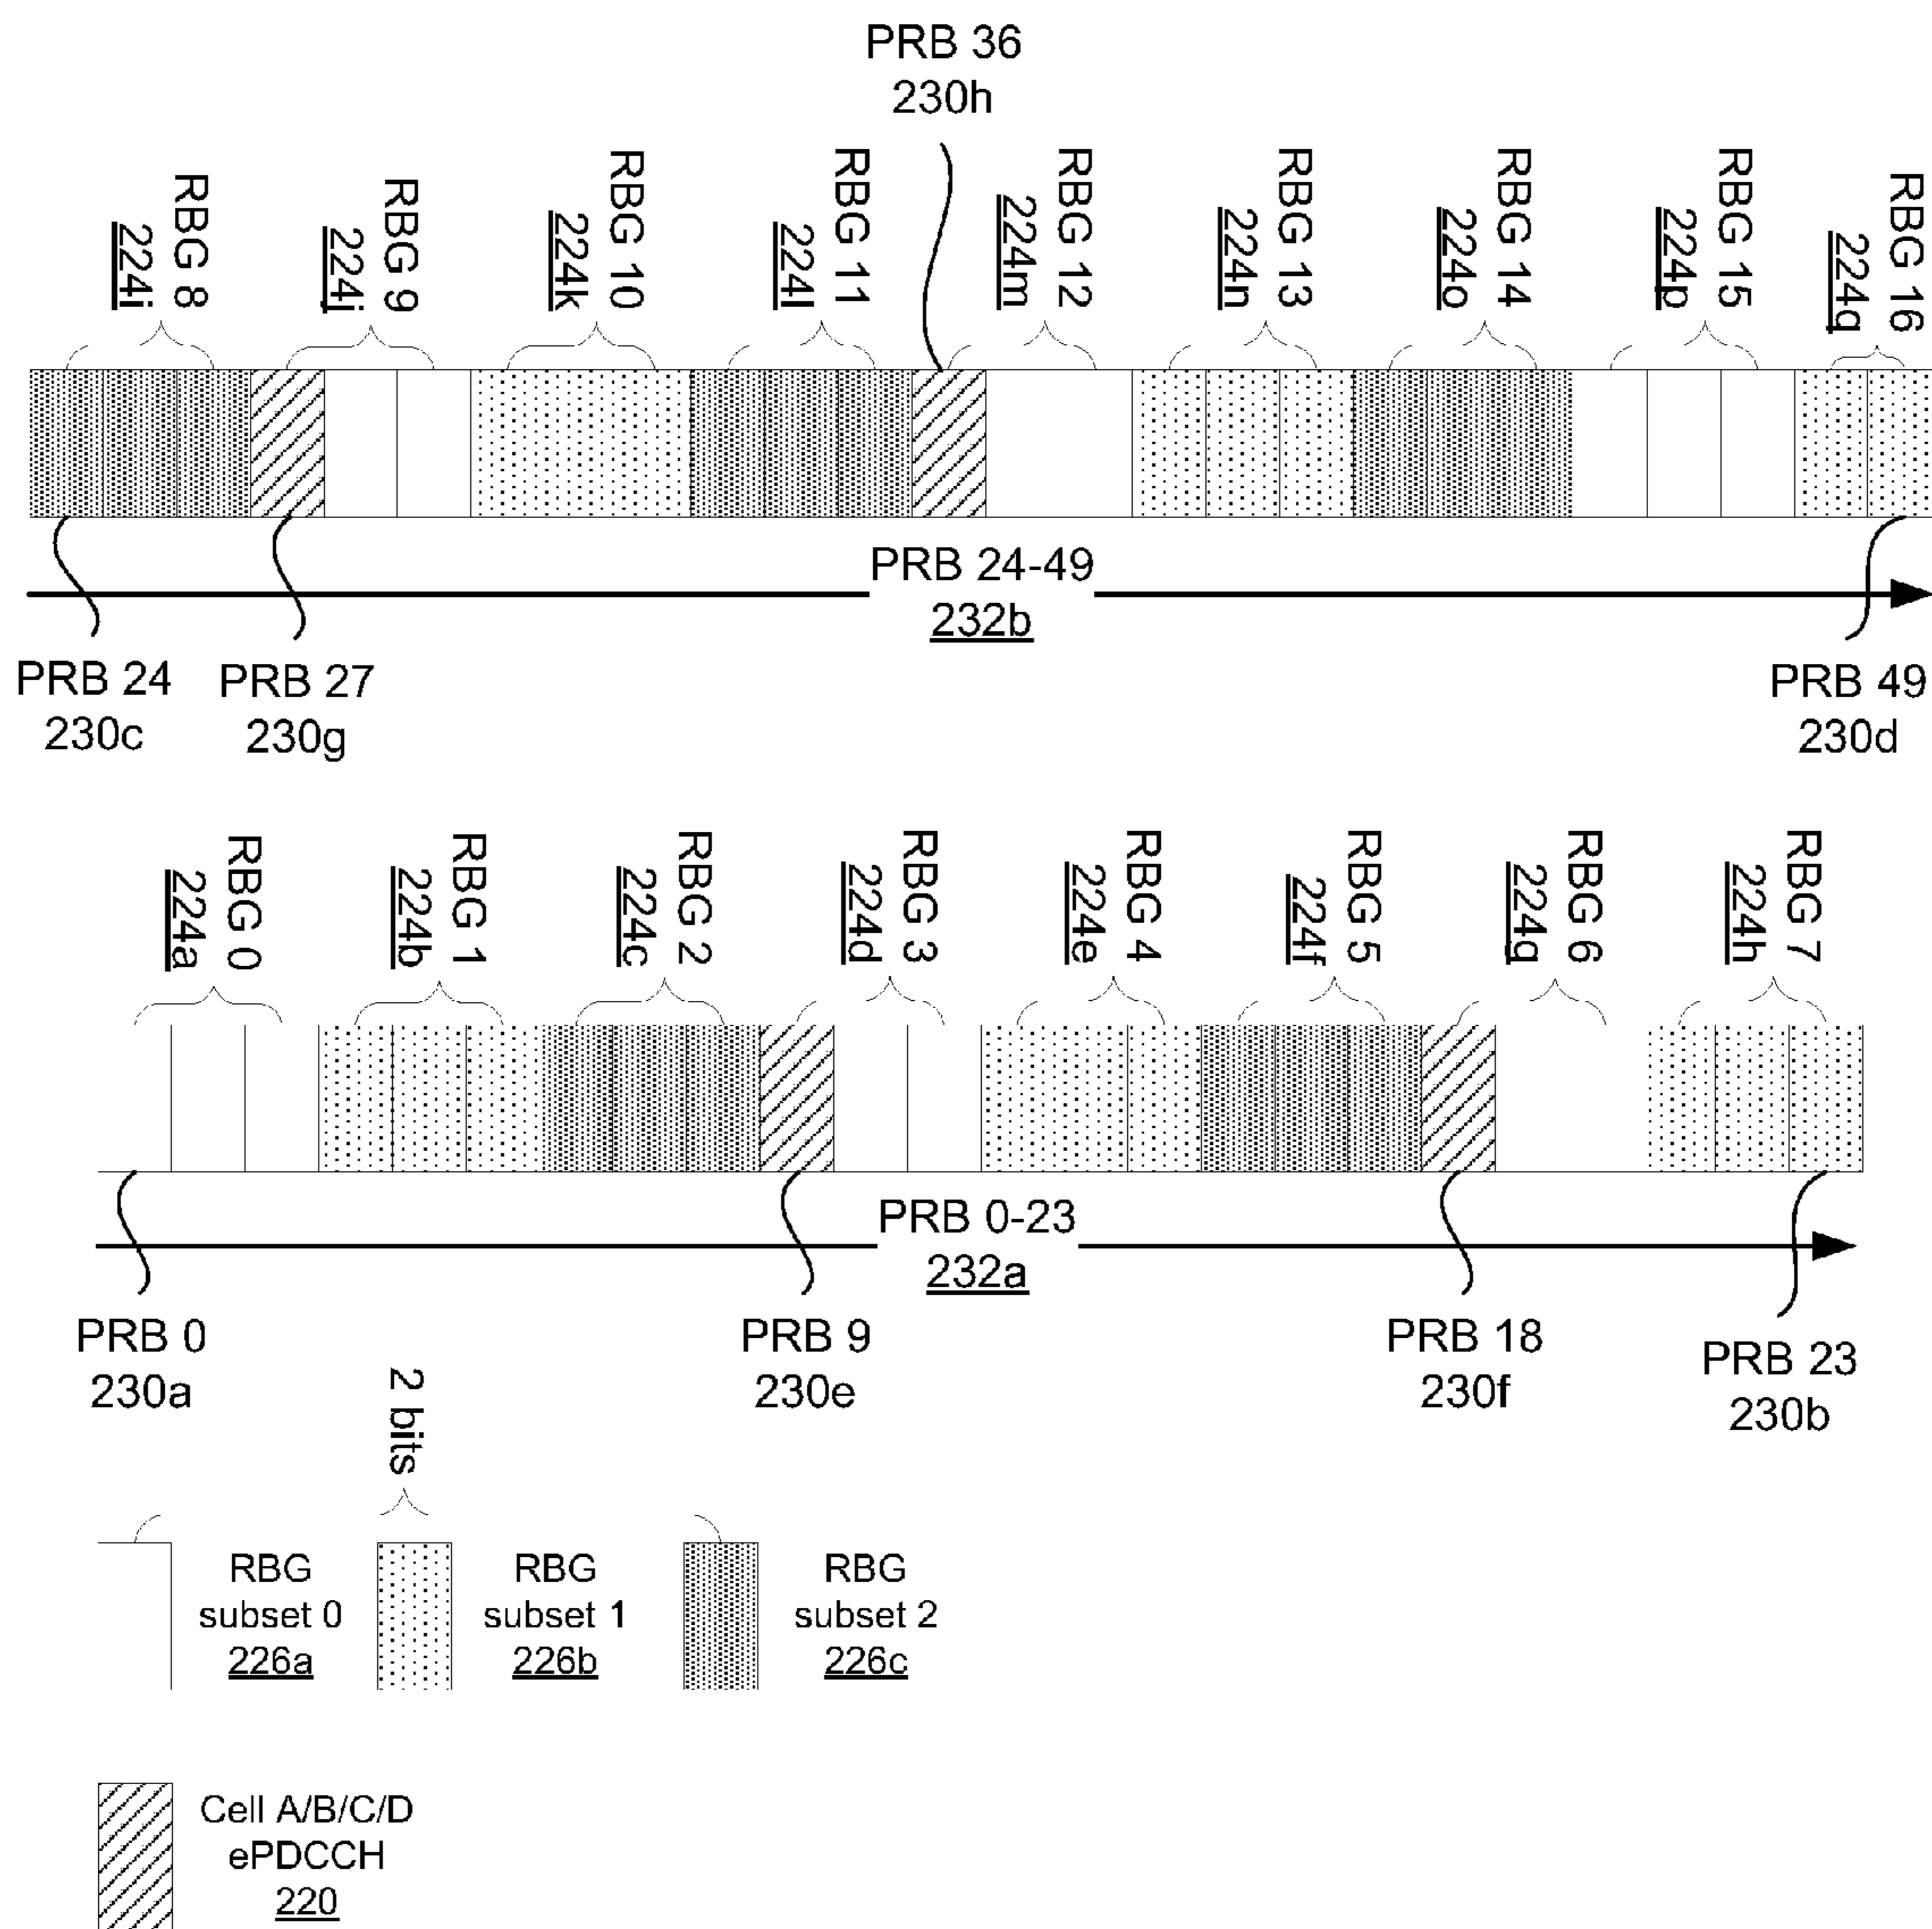 PRB 36
230h
RBG 8
224i
RBG 9
224j
RBG 10
224k
RBG 11
224l
RBG 12
224m
RBG 13
224n
RBG 14
224o
RBG 15
224p
RBG 16
224q
PRB 24-49
232b
PRB 24
230c
PRB 27
230g
PRB 49
230d
RBG 0
224a
RBG 1
224b
RBG 2
224c
RBG 3
224d
RBG 4
224e
RBG 5
224f
RBG 6
224g
RBG 7
224h
PRB 0-23
232a
PRB 0
230a
PRB 9
230e
PRB 18
230f
PRB 23
230b
2 bits
RBG
subset 0
226a
RBG
subset 1
226b
RBG
subset 2
226c
Cell A/B/C/D
ePDCCH
220